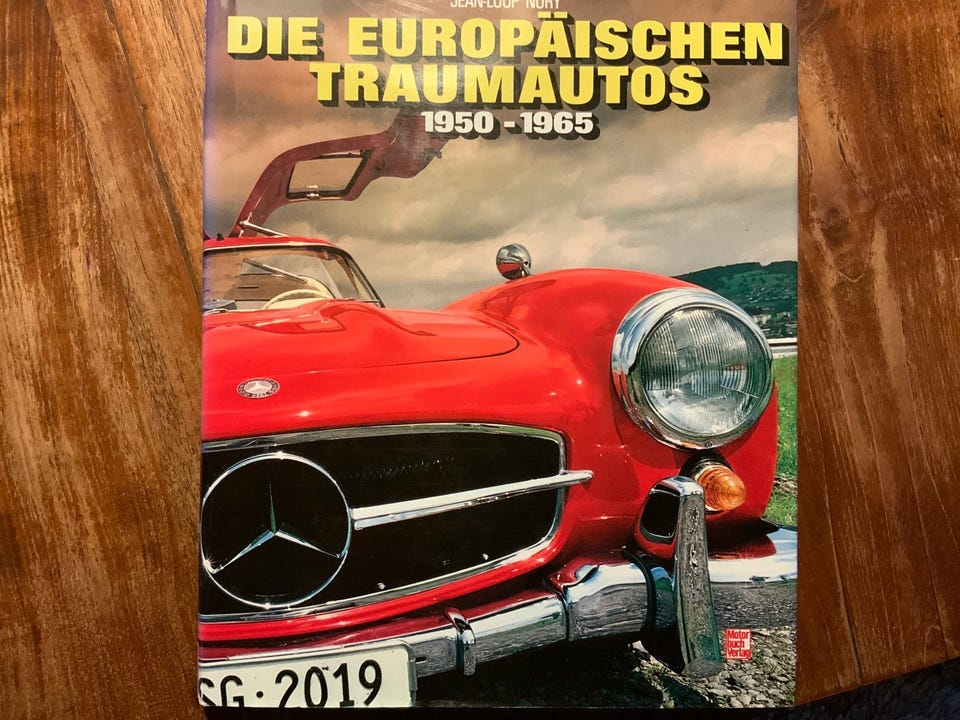 JEAN-LOUP NORY
DIE EUROPÄISCHEN
TRAUMAUTOS
1950 - 1965
SG·2019
Motor
buch
Verlag